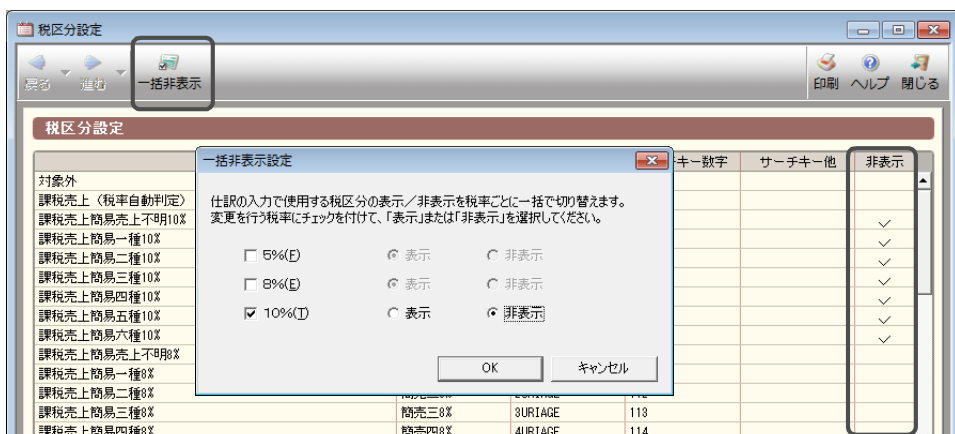 税区分設定
戻る 進む 一括非表示 印刷 ヘルプ 閉じる
税区分設定
キー数字 サーチキー他 非表示
対象外
課税売上（税率自動判定）
課税売上簡易売上不明10%
課税売上簡易一種10%
課税売上簡易二種10%
課税売上簡易三種10%
課税売上簡易四種10%
課税売上簡易五種10%
課税売上簡易六種10%
課税売上簡易売上不明8%
課税売上簡易一種8%
課税売上簡易二種8%
課税売上簡易三種8% 簡売三8% 3URIAGE 113
課税売上簡易四種8% 簡売四8% 4URIAGE 114
一括非表示設定
仕訳の入力で使用する税区分の表示／非表示を税率ごとに一括で切り替えます。
変更を行う税率にチェックを付けて、「表示」または「非表示」を選択してください。
5%(F) 表示 非表示
8%(E) 表示 非表示
10%(T) 表示 非表示
OK キャンセル